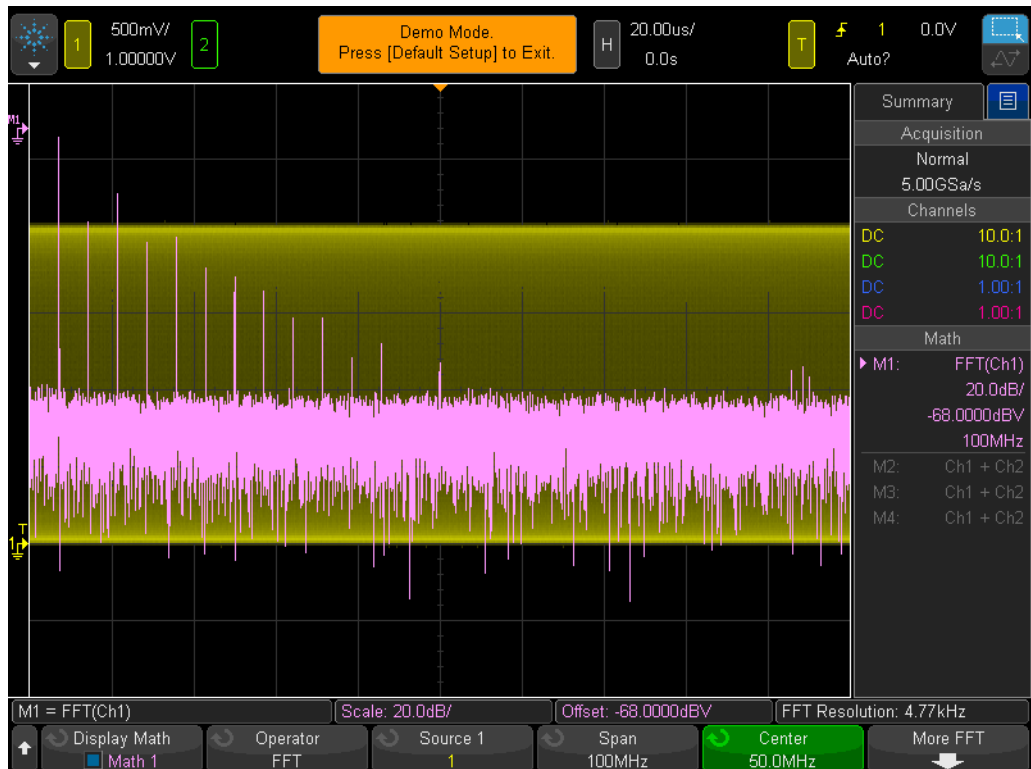 1
500mV/
1.00000V
2
Demo Mode.
Press [Default Setup] to Exit.
H
20.00us/
0.0s
T
1
0.0V
Auto?
M1
Summary
Acquisition
Normal
5.00GSa/s
Channels
DC 10.0:1
DC 10.0:1
DC 1.00:1
DC 1.00:1
Math
M1: FFT(Ch1)
20.0dB/
-68.0000dBV
100MHz
M2: Ch1 + Ch2
M3: Ch1 + Ch2
M4: Ch1 + Ch2
T
1
M1 = FFT(Ch1)
Scale: 20.0dB/
Offset: -68.0000dBV
FFT Resolution: 4.77kHz
Display Math
Math 1
Operator
FFT
Source 1
1
Span
100MHz
Center
50.0MHz
More FFT